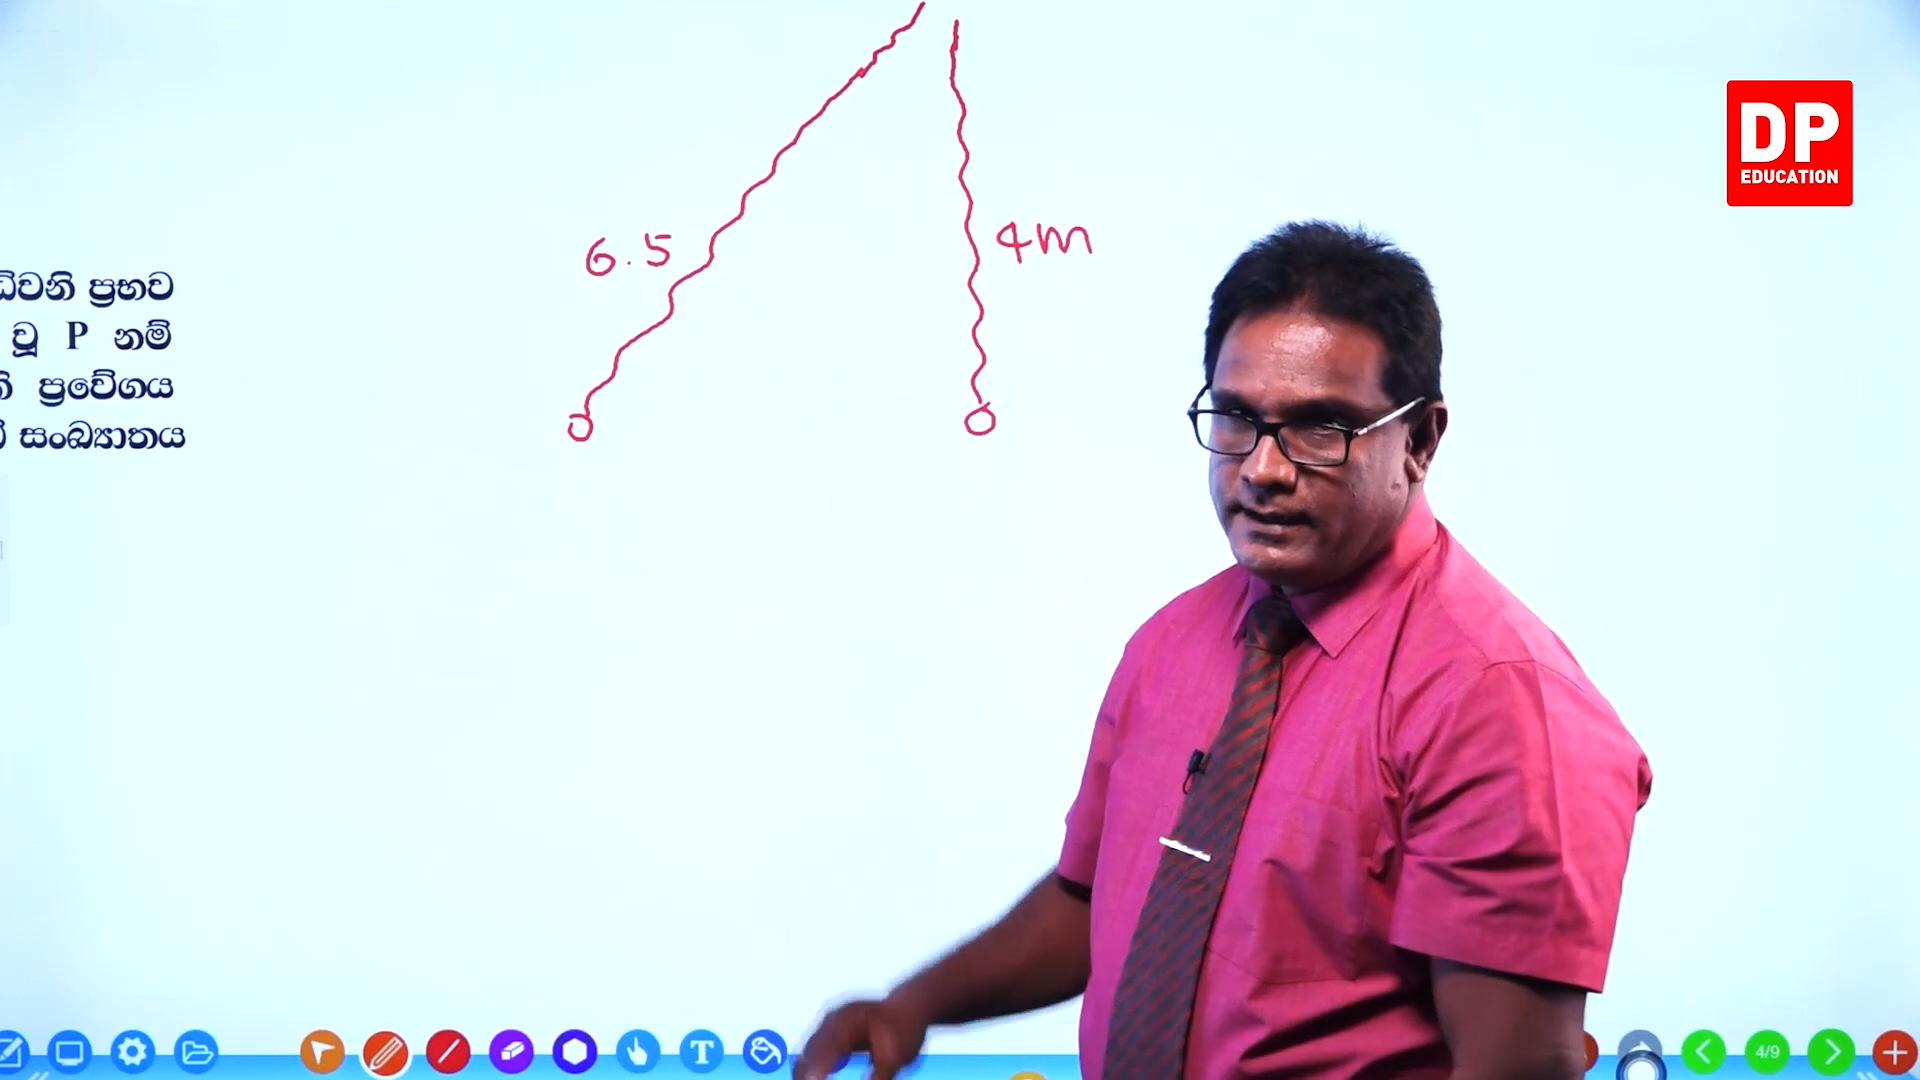 DP
EDUCATION
6.5
4m
ධ්වනි ප්‍රභව
වූ P නම්
ප්‍රවේගය
සංඛ්‍යාතය
T
4/9